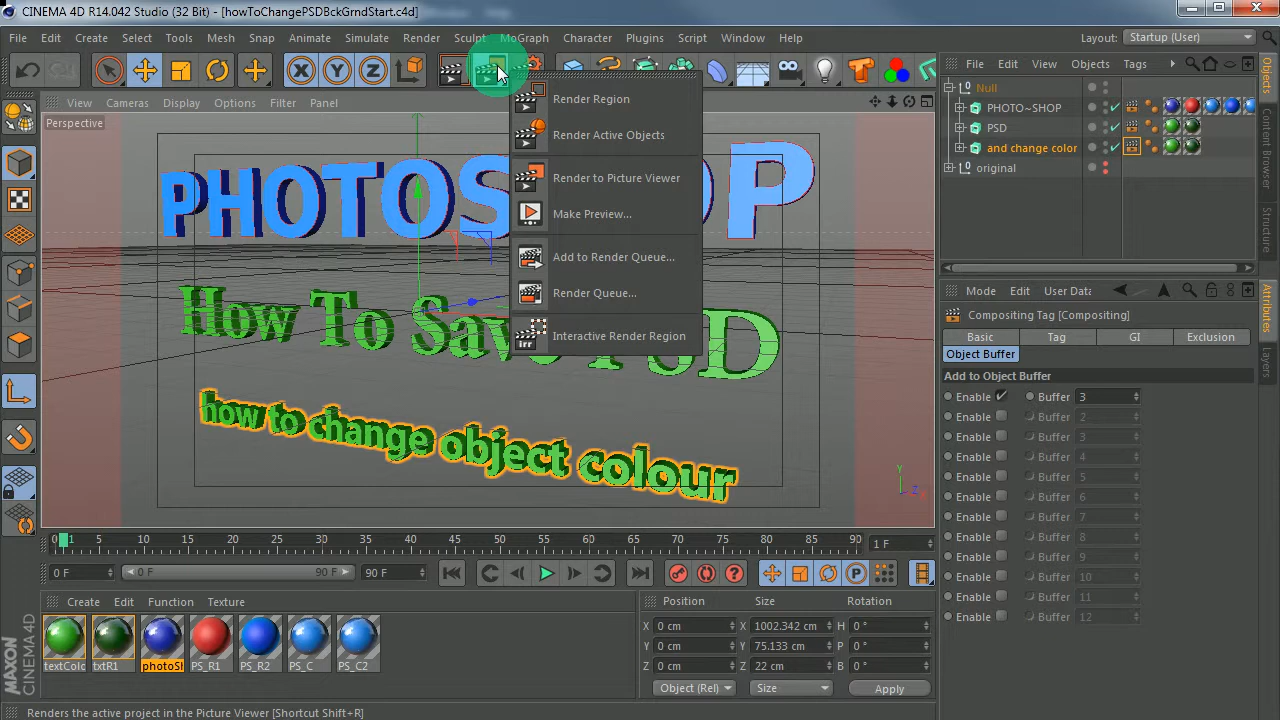 CINEMA 4D R14.042 Studio (32 Bit) - [howToChangePSDBckGrndStart.c4d]
File Edit Create Select Tools Mesh Snap Animate Simulate Render Sculpt MoGraph Character Plugins Script Window Help
Layout: Startup (User)
X Y Z
File Edit View Objects Tags
View Cameras Display Options Filter Panel
Perspective
Null
PHOTO~SHOP
PSD
and change color
original
Objects
Render Region
Render Active Objects
Render to Picture Viewer
Make Preview...
Add to Render Queue...
Render Queue...
Interactive Render Region
irr
PHOTOS OP
How To Save PSD
how to change object colour
Y
Z
Mode Edit User Data
Attributes
Layers
Compositing Tag [Compositing]
Basic Tag GI Exclusion
Object Buffer
Add to Object Buffer
Enable Buffer 3
Enable Buffer 2
Enable Buffer 3
Enable Buffer 4
Enable Buffer 5
Enable Buffer 6
Enable Buffer 7
Enable Buffer 8
Enable Buffer 9
Enable Buffer 10
Enable Buffer 11
Enable Buffer 12
0 1 5 10 15 20 25 30 35 40 45 50 55 60 65 70 75 80 85 90 1 F
0 F 0 F 90 F 90 F
Create Edit Function Texture
textColo txtR1 photoSl PS_R1 PS_R2 PS_C PS_C2
Position Size Rotation
X 0 cm X 1002.342 cm H 0 °
Y 0 cm Y 75.133 cm P 0 °
Z 0 cm Z 22 cm B 0 °
Object (Rel) Size Apply
MAXON CINEMA 4D
Renders the active project in the Picture Viewer [Shortcut Shift+R]